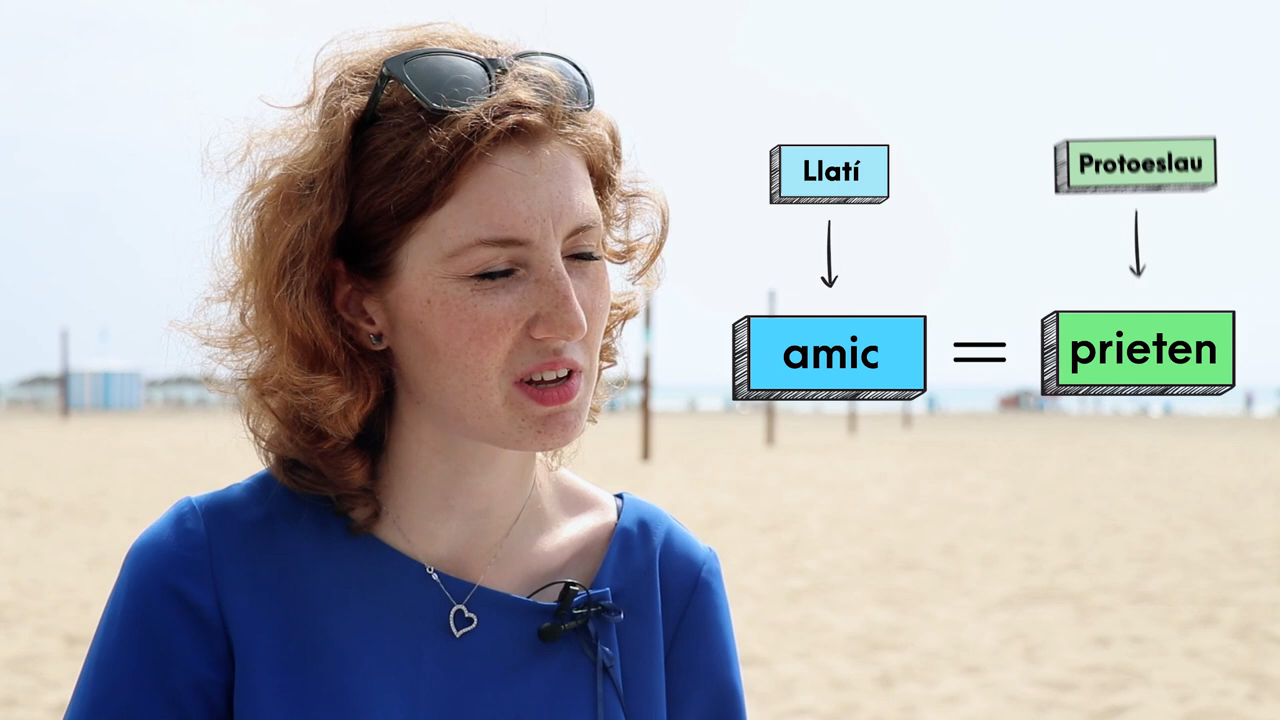 Llatí
Protoeslau
amic = prieten